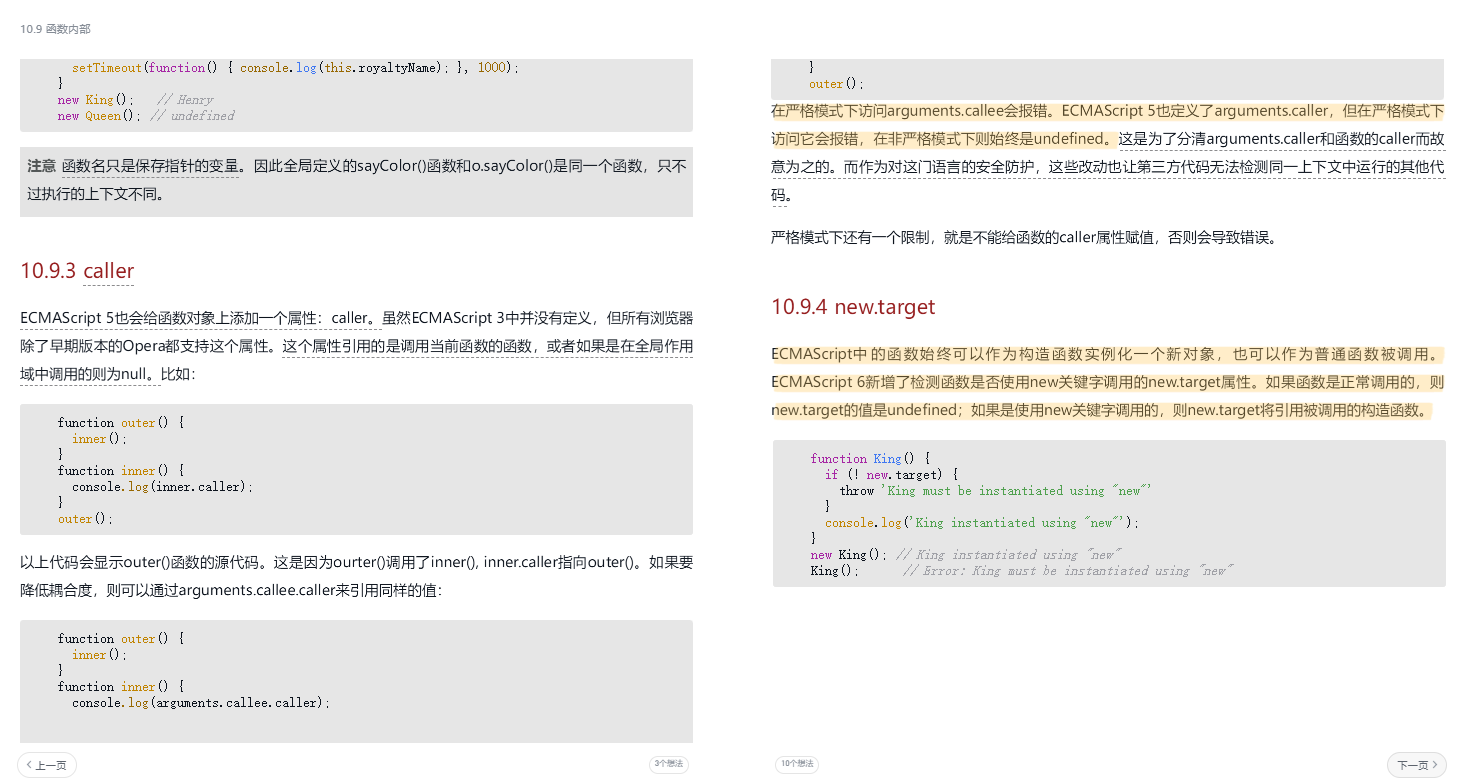 10.9 函数内部
setTimeout(function() { console.log(this.royaltyName); }, 1000);
}
new King();   // Henry
new Queen(); // undefined
注意 函数名只是保存指针的变量。因此全局定义的sayColor()函数和o.sayColor()是同一个函数，只不
过执行的上下文不同。
10.9.3 caller
ECMAScript 5也会给函数对象上添加一个属性：caller。虽然ECMAScript 3中并没有定义，但所有浏览器
除了早期版本的Opera都支持这个属性。这个属性引用的是调用当前函数的函数，或者如果是在全局作用
域中调用的则为null。比如：
function outer() {
inner();
}
function inner() {
console.log(inner.caller);
}
outer();
以上代码会显示outer()函数的源代码。这是因为ourter()调用了inner(), inner.caller指向outer()。如果要
降低耦合度，则可以通过arguments.callee.caller来引用同样的值：
function outer() {
inner();
}
function inner() {
console.log(arguments.callee.caller);
上一页
3个想法
}
outer();
在严格模式下访问arguments.callee会报错。ECMAScript 5也定义了arguments.caller，但在严格模式下
访问它会报错，在非严格模式下则始终是undefined。这是为了分清arguments.caller和函数的caller而故
意为之的。而作为对这门语言的安全防护，这些改动也让第三方代码无法检测同一上下文中运行的其他代
码。
严格模式下还有一个限制，就是不能给函数的caller属性赋值，否则会导致错误。
10.9.4 new.target
ECMAScript中的函数始终可以作为构造函数实例化一个新对象，也可以作为普通函数被调用。
ECMAScript 6新增了检测函数是否使用new关键字调用的new.target属性。如果函数是正常调用的，则
new.target的值是undefined；如果是使用new关键字调用的，则new.target将引用被调用的构造函数。
function King() {
if (! new.target) {
throw 'King must be instantiated using "new"'
}
console.log('King instantiated using "new"');
}
new King(); // King instantiated using "new"
King();      // Error: King must be instantiated using "new"
10个想法
下一页